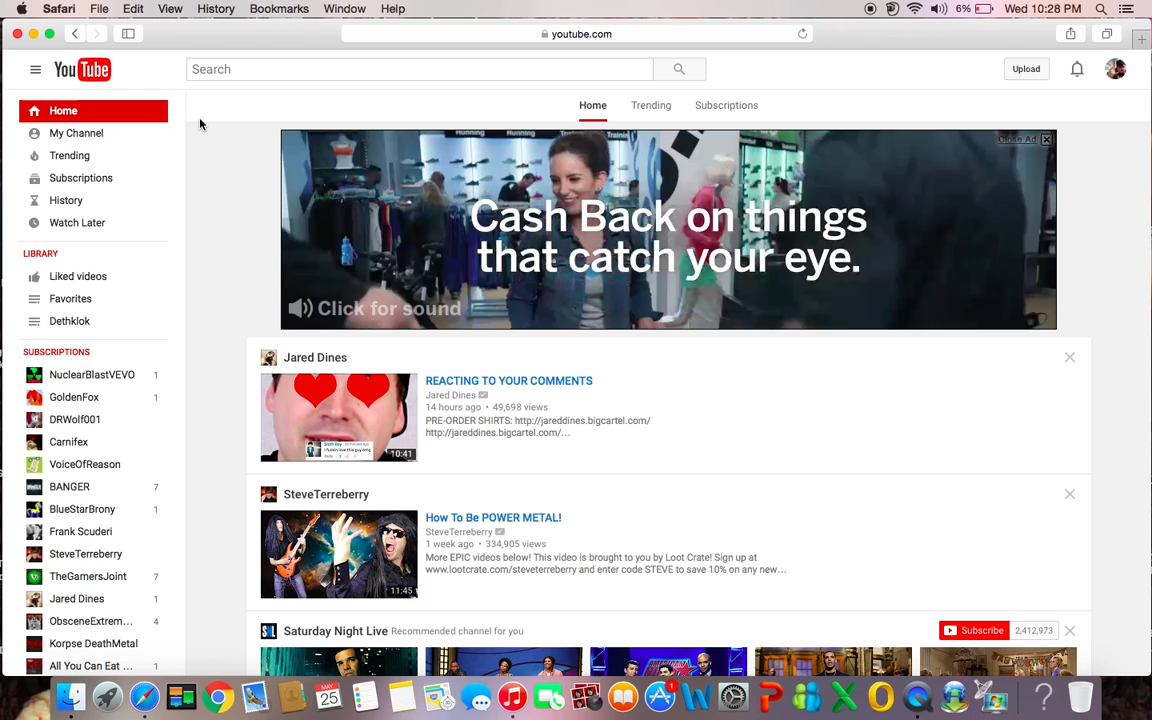 Safari File Edit View History Bookmarks Window Help 6% Wed 10:28 PM
youtube.com
YouTube Search Upload
Home Trending Subscriptions
Home
My Channel
Trending
Subscriptions
History
Watch Later
LIBRARY
Liked videos
Favorites
Dethklok
SUBSCRIPTIONS
NuclearBlastVEVO 1
GoldenFox 1
DRWolf001
Carnifex
VoiceOfReason
BANGER 7
BlueStarBrony 1
Frank Scuderi
SteveTerreberry
TheGamersJoint 7
Jared Dines 1
ObsceneExtrem... 4
Korpse DeathMetal
All You Can Eat ... 1
Close Ad
Cash Back on things
that catch your eye.
Click for sound
Jared Dines
REACTING TO YOUR COMMENTS
Jared Dines
14 hours ago • 49,698 views
PRE-ORDER SHIRTS: http://jareddines.bigcartel.com/
http://jareddines.bigcartel.com/...
10:41
SteveTerreberry
How To Be POWER METAL!
SteveTerreberry
1 week ago • 334,905 views
More EPIC videos below! This video is brought to you by Loot Crate! Sign up at
www.lootcrate.com/steveterreberry and enter code STEVE to save 10% on any new...
11:45
Saturday Night Live Recommended channel for you Subscribe 2,412,973
MAY
25
1